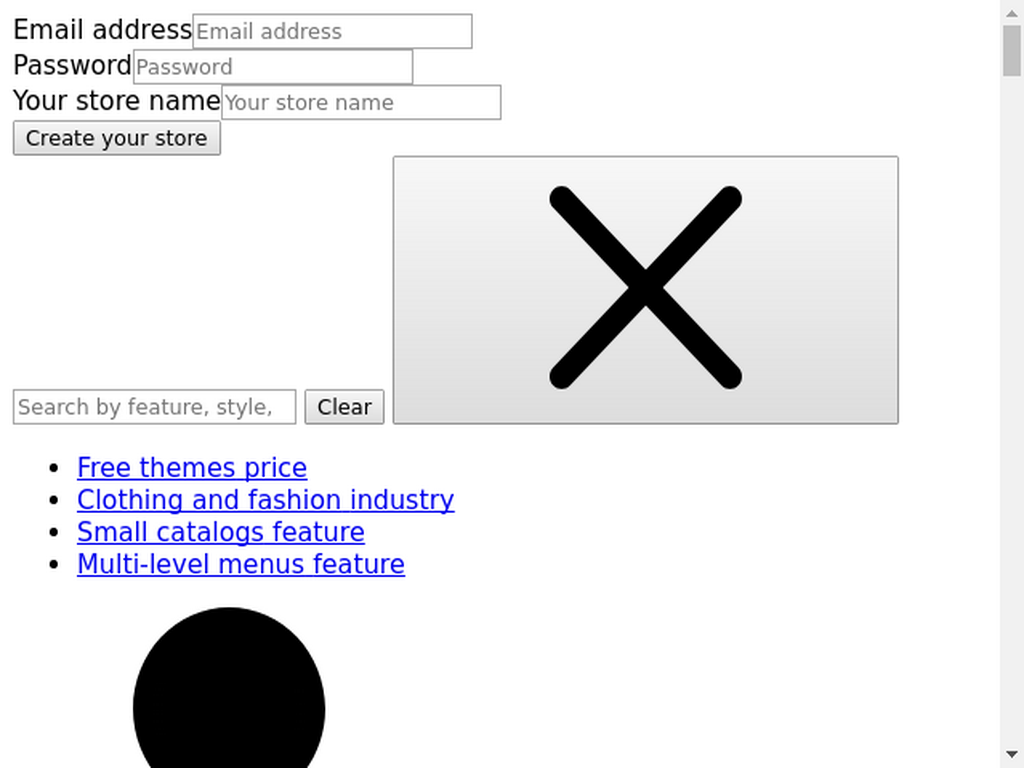 Email address Email address
Password Password
Your store name Your store name
Create your store
Search by feature, style, Clear
Free themes price
Clothing and fashion industry
Small catalogs feature
Multi-level menus feature